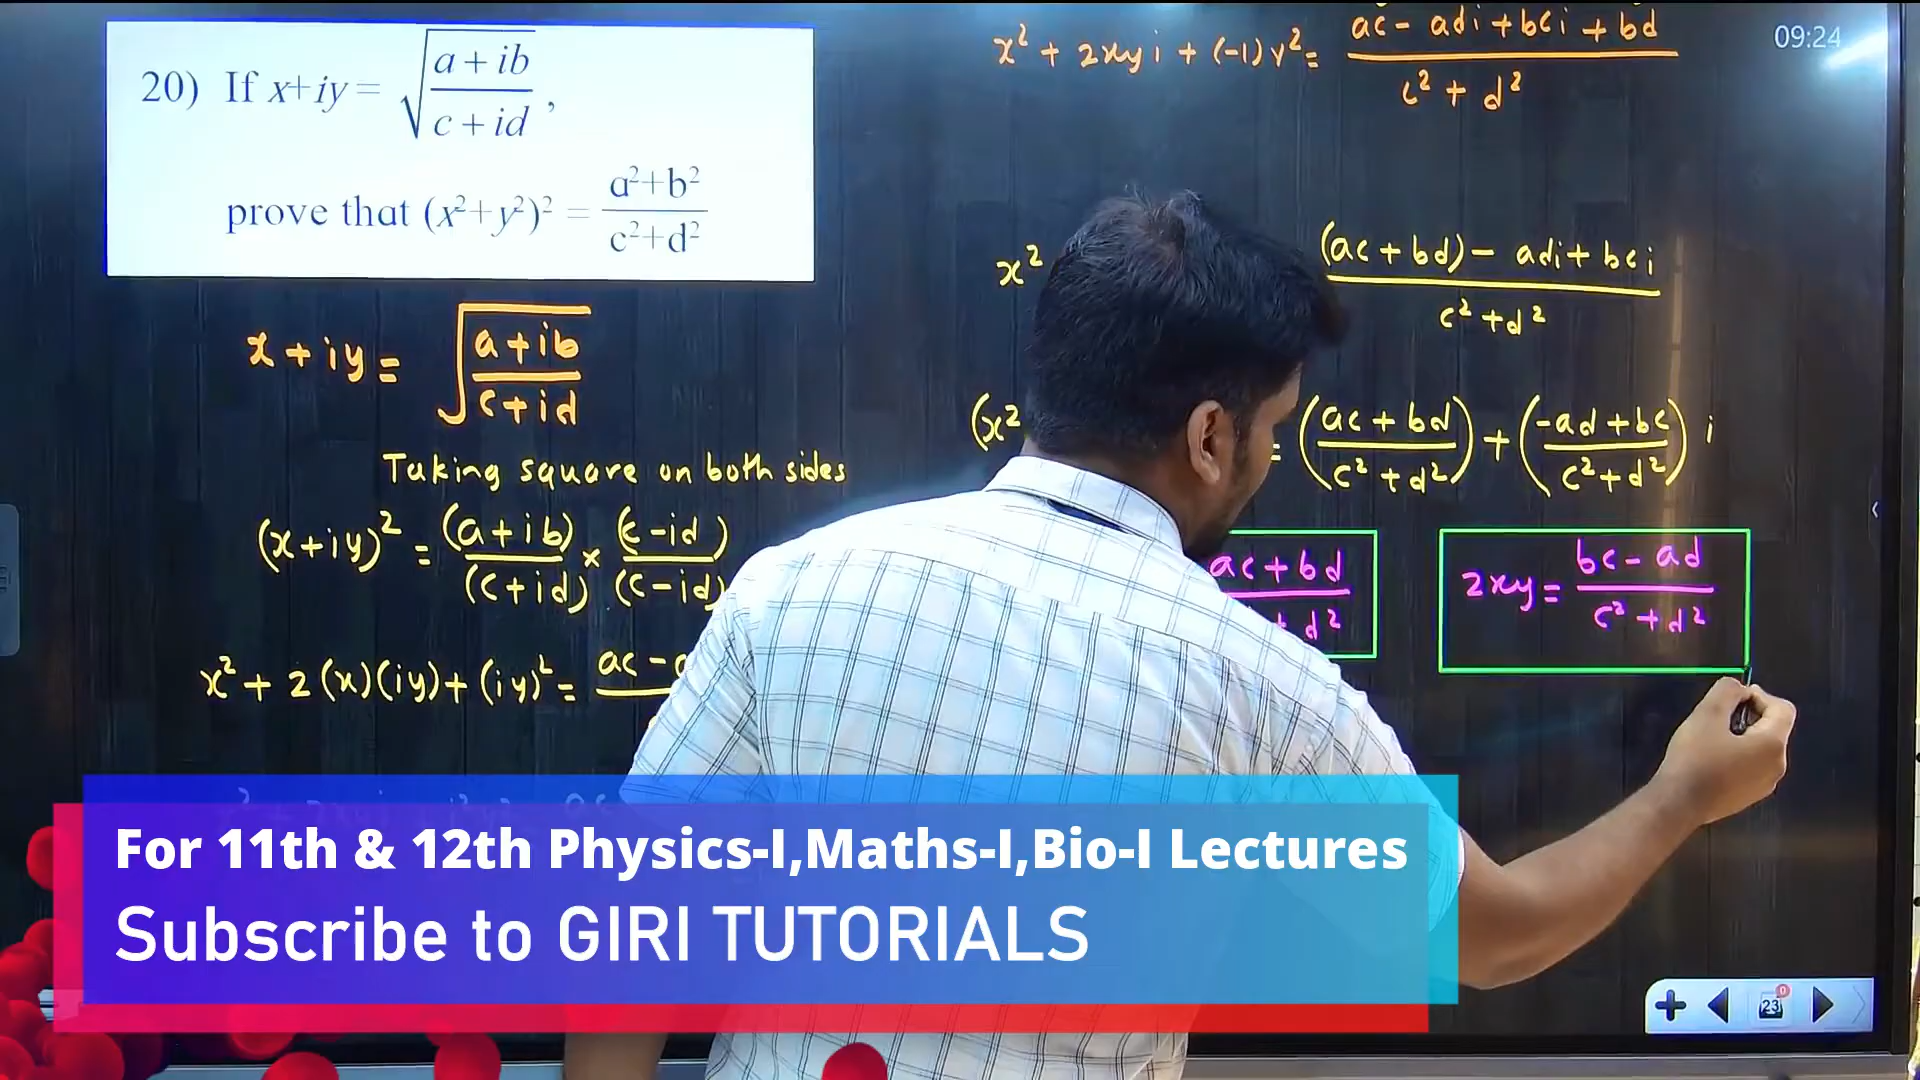 20) If x+iy = √(a+ib / c+id),
prove that (x²+y²)² = a²+b² / c²+d²
x+iy = √(a+ib / c+id)
Taking square on both sides
(x+iy)² = (a+ib) / (c+id) × (c-id) / (c-id)
x² + 2(x)(iy) + (iy)² = ac -
x² + 2xyi + (-1)y² = ac - adi + bci + bd / c² + d²
x² (ac+bd) - adi + bci / c² + d²
(x² = (ac+bd / c²+d²) + (-ad+bc / c²+d²) i
ac+bd / + d²
2xy = bc - ad / c² + d²
09:24
For 11th & 12th Physics-I,Maths-I,Bio-I Lectures
Subscribe to GIRI TUTORIALS
23
0